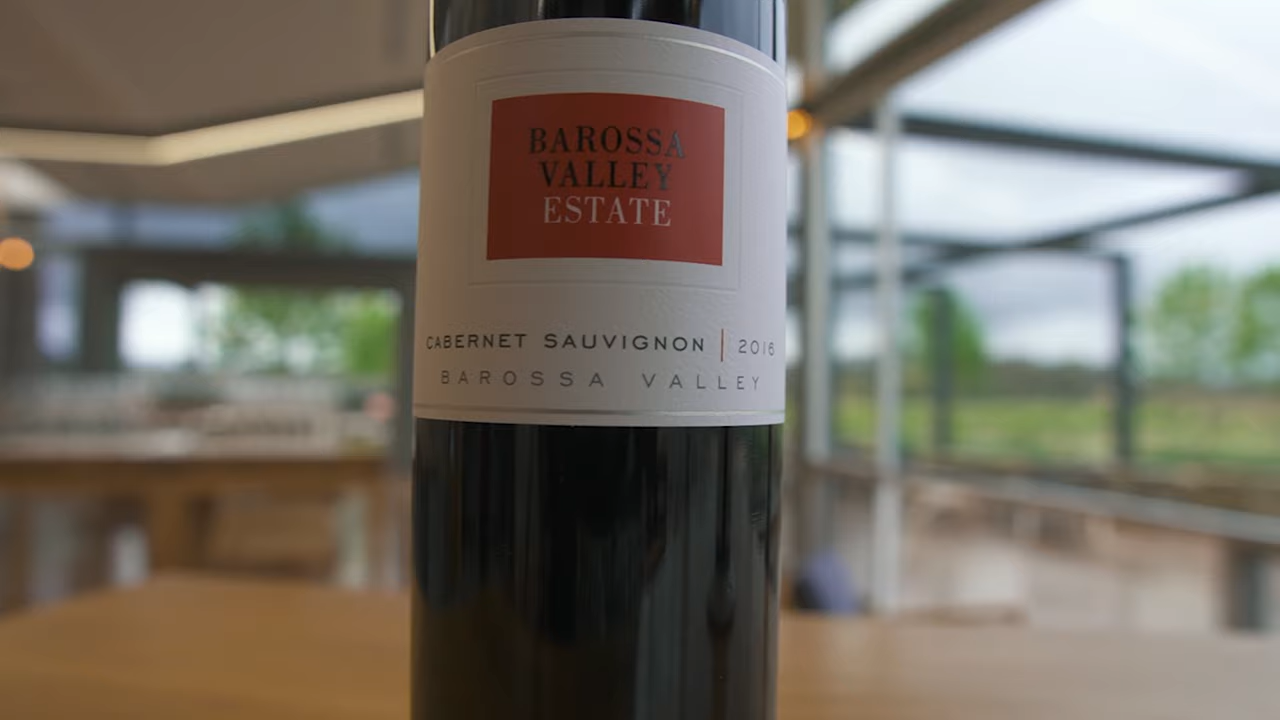 BAROSSA
VALLEY
ESTATE
CABERNET SAUVIGNON | 2016
BAROSSA VALLEY